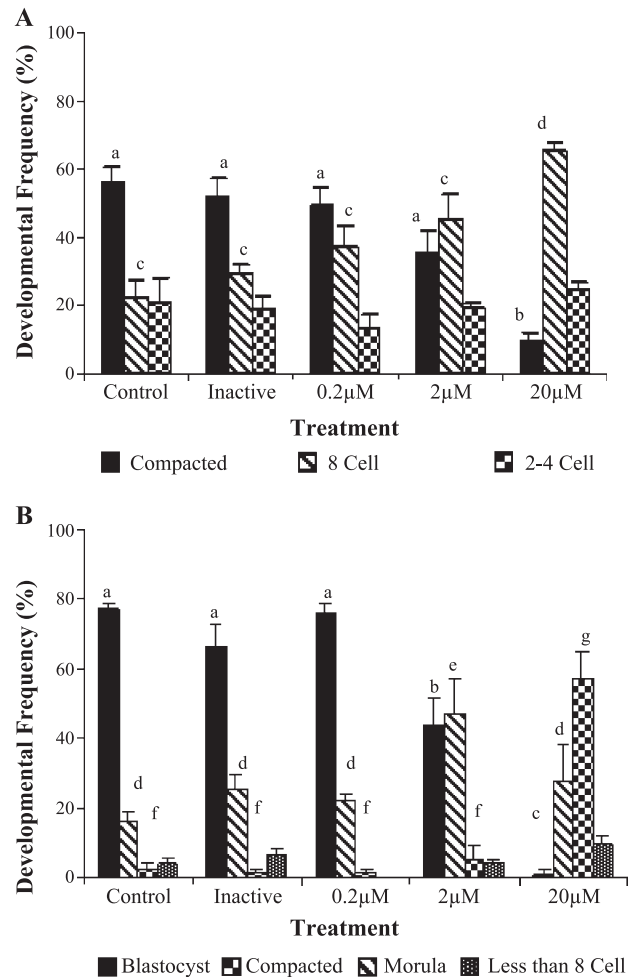 A
Developmental Frequency (%)
100
80
60
40
20
0
a
c
a
c
a
c
a
c
b
d
Control Inactive 0.2µM 2µM 20µM
Treatment
Compacted 8 Cell 2-4 Cell
B
Developmental Frequency (%)
100
80
60
40
20
0
a
d
f
a
d
f
a
d
f
b
e
f
c
d
g
Control Inactive 0.2µM 2µM 20µM
Treatment
Blastocyst Compacted Morula Less than 8 Cell